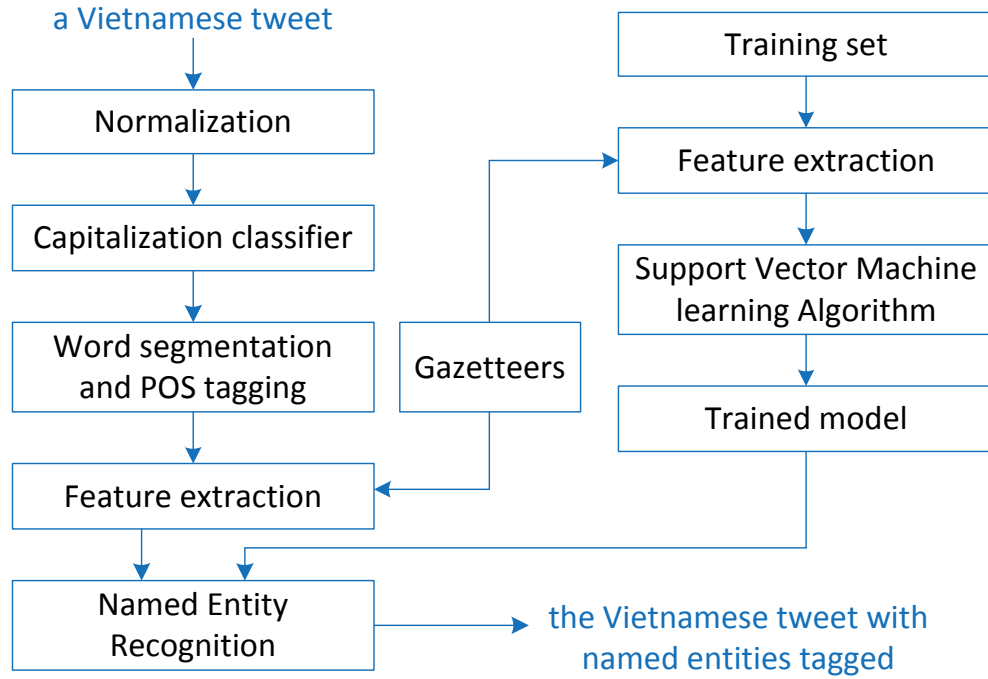 a Vietnamese tweet
Normalization
Capitalization classifier
Word segmentation
and POS tagging
Feature extraction
Named Entity
Recognition
Gazetteers
Training set
Feature extraction
Support Vector Machine
learning Algorithm
Trained model
the Vietnamese tweet with
named entities tagged